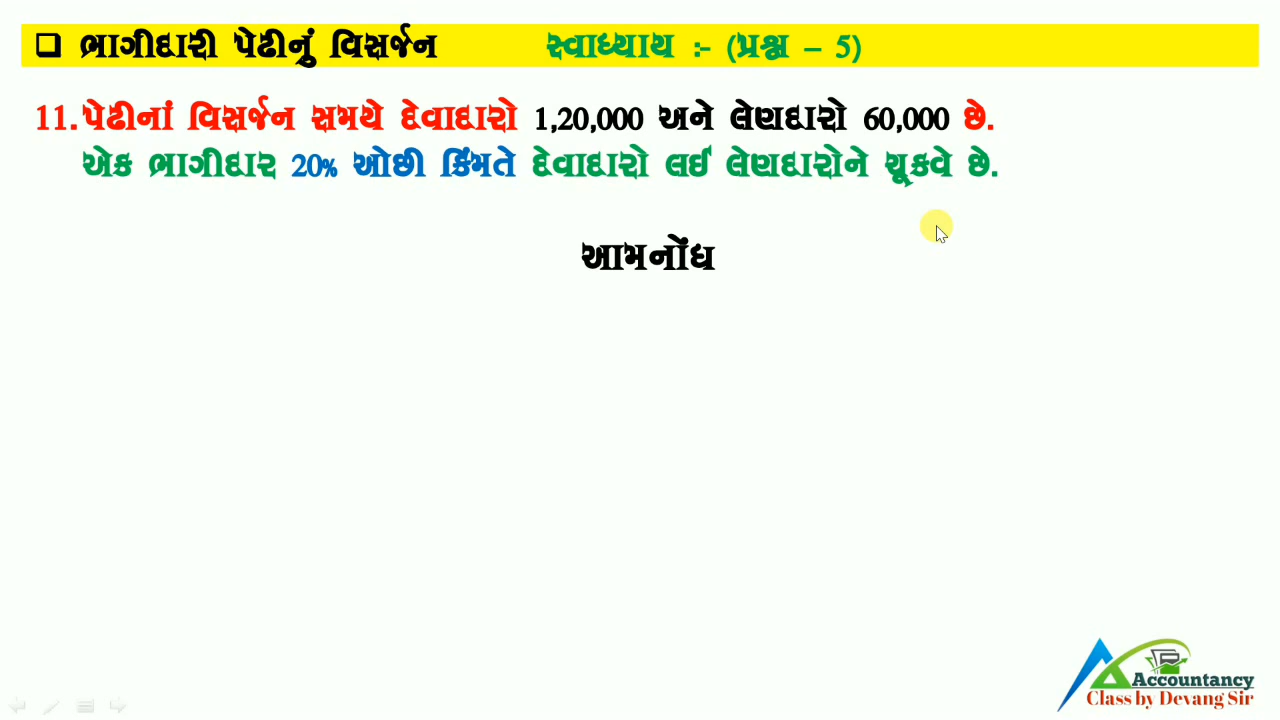 ❑ ભાગીદારી પેઢીનું વિસર્જન સ્વાધ્યાય :- (પ્રશ્ન – 5)
11. પેઢીનાં વિસર્જન સમયે દેવાદારો 1,20,000 અને લેણદારો 60,000 છે.
એક ભાગીદાર 20% ઓછી કિંમતે દેવાદારો લઈ લેણદારોને ચૂકવે છે.
આમનોંધ
Accountancy
Class by Devang Sir